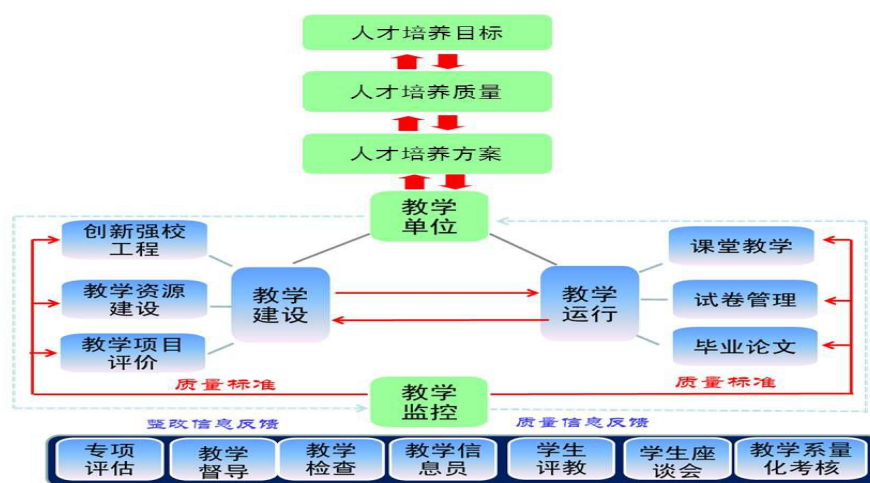 人才培养目标
人才培养质量
人才培养方案
教学
单位
创新强校
工程
教学资源
建设
教学项目
评价
教学
建设
教学
运行
课堂教学
试卷管理
毕业论文
质量标准
质量标准
教学
监控
整改信息反馈
质量信息反馈
专项
评估
教学
督导
教学
检查
教学信
息员
学生
评教
学生座
谈会
教学系量
化考核